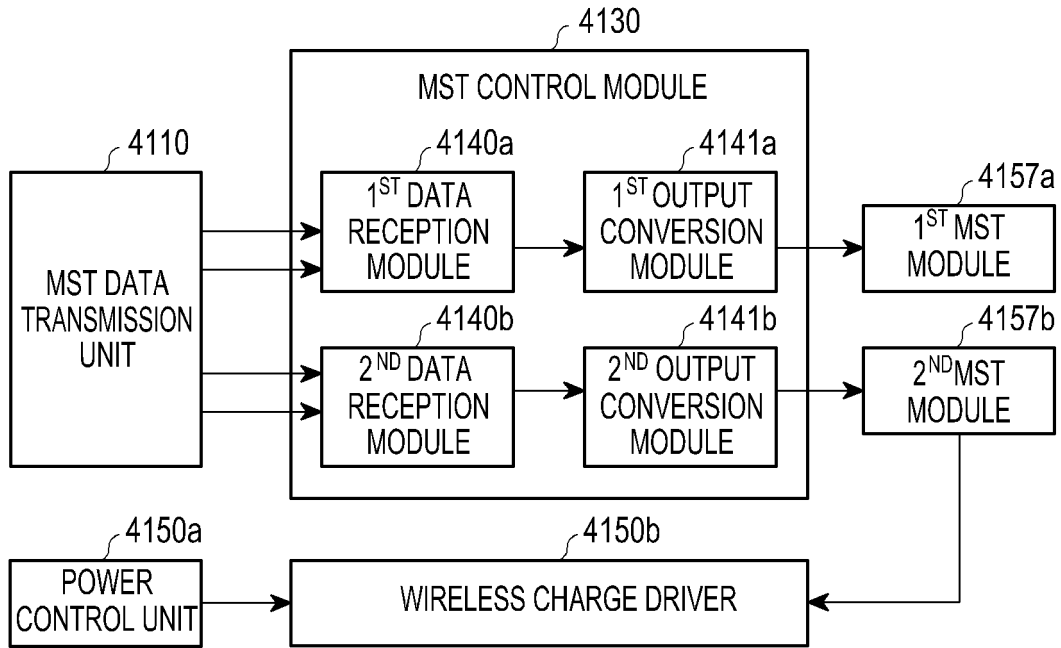 4130
MST CONTROL MODULE
4110
MST DATA
TRANSMISSION
UNIT
4140a
1ST DATA
RECEPTION
MODULE
4141a
1ST OUTPUT
CONVERSION
MODULE
4157a
1ST MST
MODULE
4140b
2ND DATA
RECEPTION
MODULE
4141b
2ND OUTPUT
CONVERSION
MODULE
4157b
2ND MST
MODULE
4150a
POWER
CONTROL UNIT
4150b
WIRELESS CHARGE DRIVER